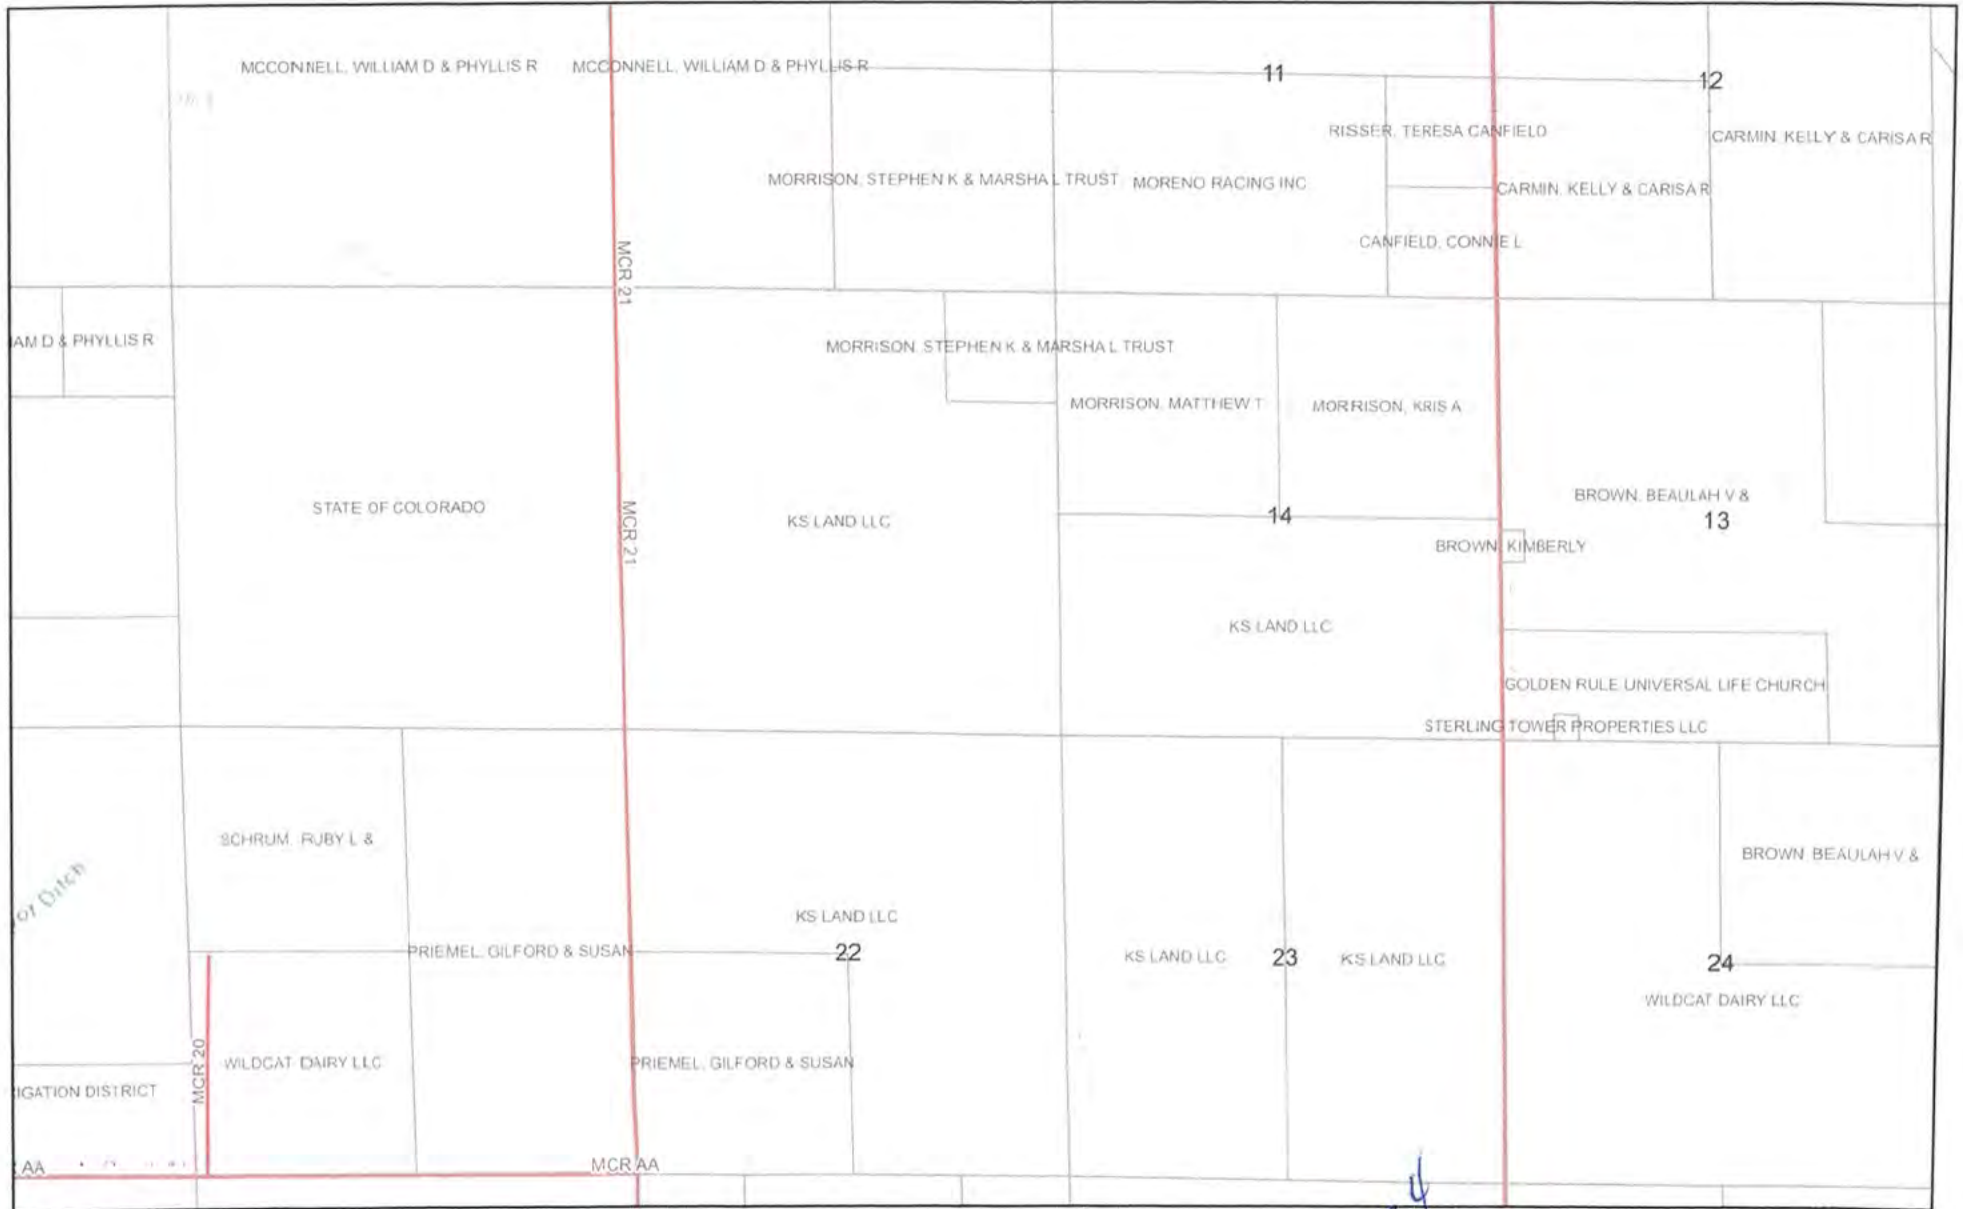 MCCONNELL, WILLIAM D & PHYLLIS R
MCCONNELL, WILLIAM D & PHYLLIS R
11
12
RISSER, TERESA CANFIELD
CARMIN, KELLY & CARISA R
MORRISON, STEPHEN K & MARSHA L TRUST
MORENO RACING INC
CARMIN, KELLY & CARISA R
CANFIELD, CONNIE L
MCR 21
AM D & PHYLLIS R
MORRISON, STEPHEN K & MARSHA L TRUST
MORRISON, MATTHEW T
MORRISON, KRIS A
STATE OF COLORADO
MCR 21
KS LAND LLC
14
BROWN, BEAULAH V &
13
BROWN, KIMBERLY
KS LAND LLC
GOLDEN RULE UNIVERSAL LIFE CHURCH
STERLING TOWER PROPERTIES LLC
SCHRUM, RUBY L &
BROWN, BEAULAH V &
or Ditch
KS LAND LLC
PRIEMEL, GILFORD & SUSAN
22
KS LAND LLC
23
KS LAND LLC
24
WILDCAT DAIRY LLC
MCR 20
WILDCAT DAIRY LLC
PRIEMEL, GILFORD & SUSAN
IGATION DISTRICT
AA
MCR AA